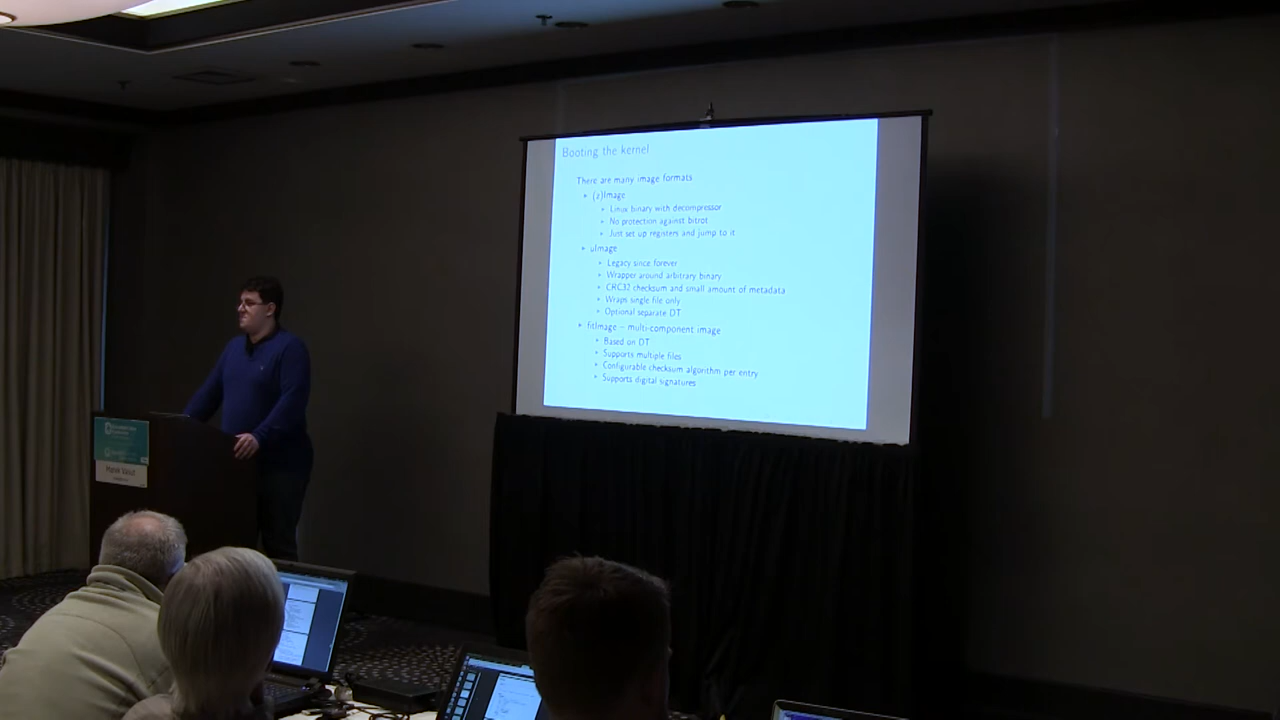 Booting the kernel
There are many image formats
(z)Image
Linux binary with decompressor
No protection against bitrot
Just set up registers and jump to it
uImage
Legacy since forever
Wrapper around arbitrary binary
CRC32 checksum and small amount of metadata
Wraps single file only
Optional separate DT
fitImage – multi-component image
Based on DT
Supports multiple files
Configurable checksum algorithm per entry
Supports digital signatures
Marek Vasut